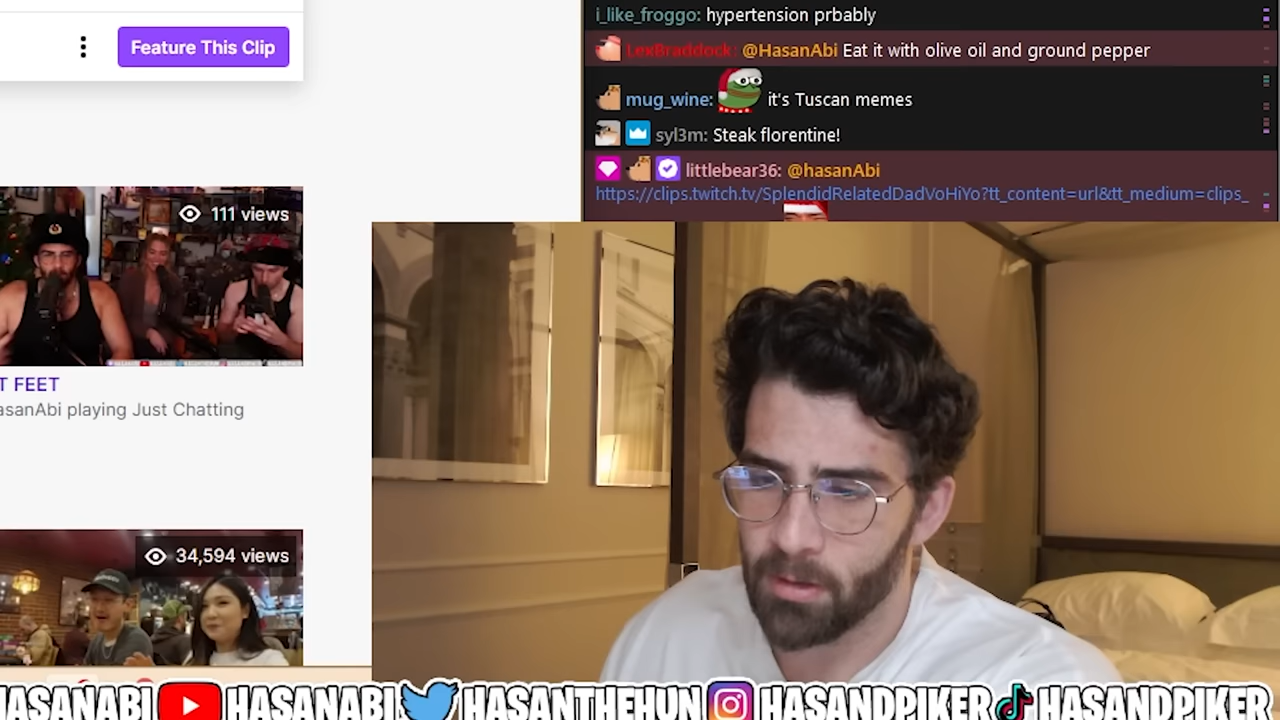 Feature This Clip
i_like_froggo: hypertension prbably
LexBraddock: @HasanAbi Eat it with olive oil and ground pepper
mug_wine: it's Tuscan memes
syl3m: Steak florentine!
littlebear36: @hasanAbi
https://clips.twitch.tv/SplendidRelatedDadVoHiYo?tt_content=url&tt_medium=clips_
111 views
T FEET
asanAbi playing Just Chatting
34,594 views
HASANABI HASANABI HASANTHEHUN HASANDPIKER HASANDPIKER